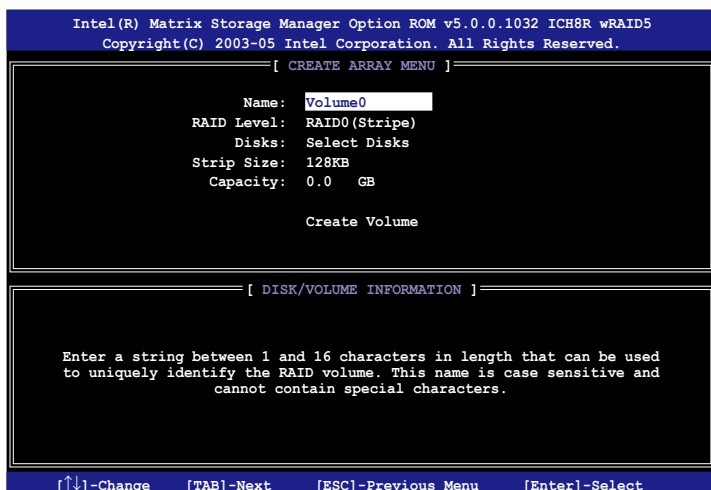 Intel(R) Matrix Storage Manager Option ROM v5.0.0.1032 ICH8R wRAID5
Copyright(C) 2003-05 Intel Corporation. All Rights Reserved.
[ CREATE ARRAY MENU ]
Name: Volume0
RAID Level: RAID0(Stripe)
Disks: Select Disks
Strip Size: 128KB
Capacity: 0.0 GB
Create Volume
[ DISK/VOLUME INFORMATION ]
Enter a string between 1 and 16 characters in length that can be used
to uniquely identify the RAID volume. This name is case sensitive and
cannot contain special characters.
[↑↓]-Change [TAB]-Next [ESC]-Previous Menu [Enter]-Select